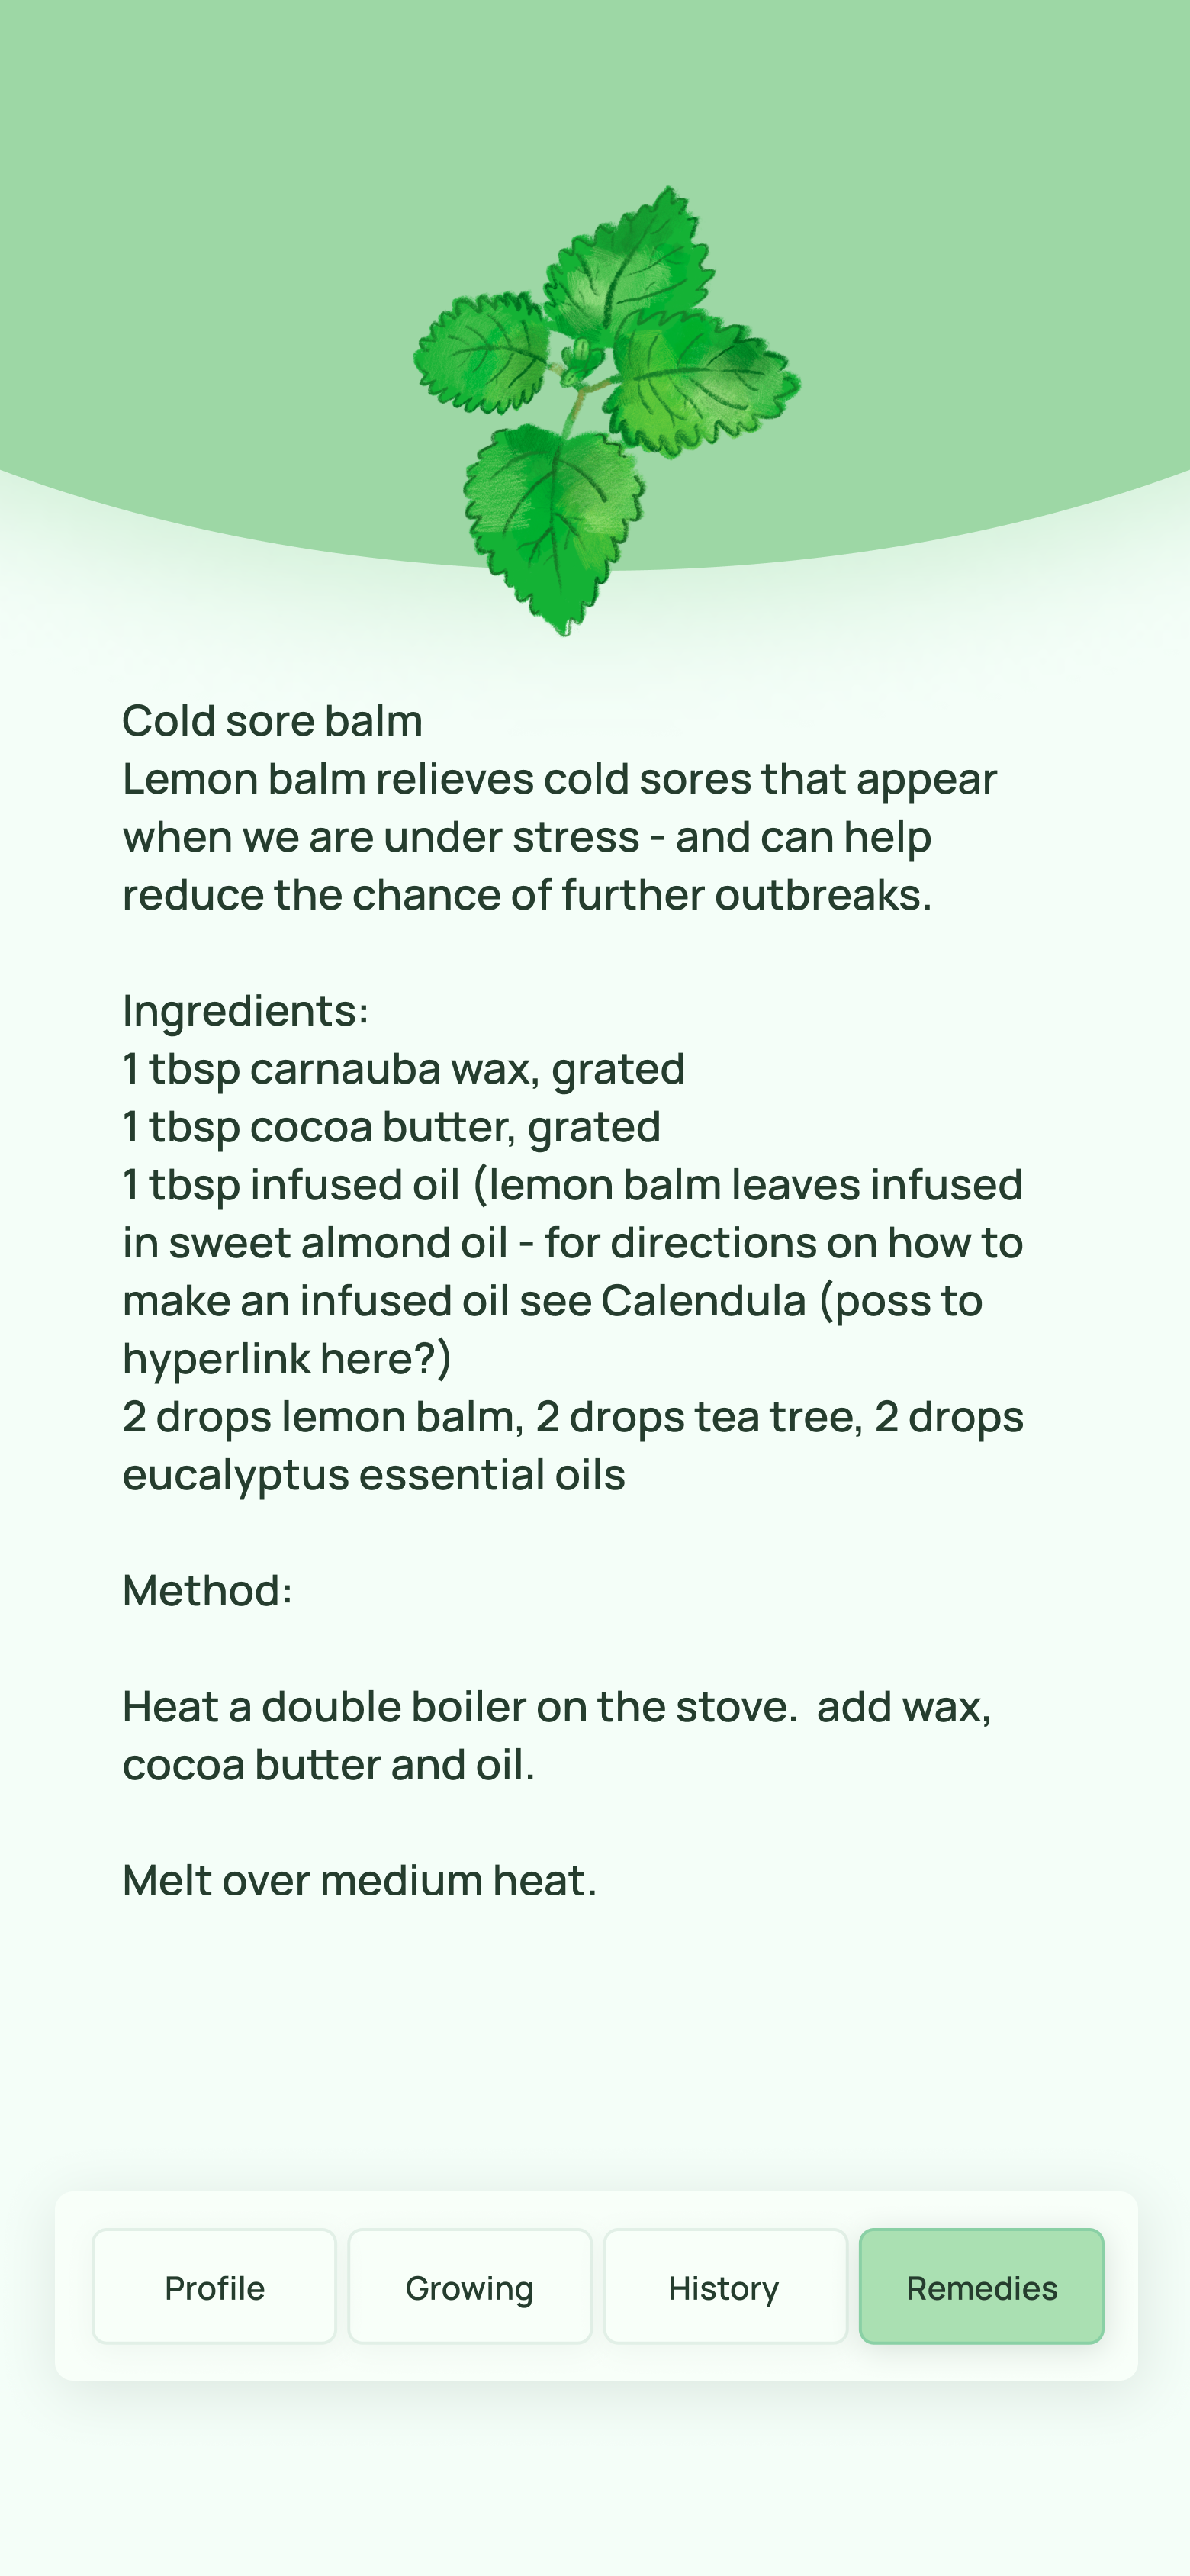 Cold sore balm
Lemon balm relieves cold sores that appear
when we are under stress - and can help
reduce the chance of further outbreaks.
Ingredients:
1 tbsp carnauba wax, grated
1 tbsp cocoa butter, grated
1 tbsp infused oil (lemon balm leaves infused
in sweet almond oil - for directions on how to
make an infused oil see Calendula (poss to
hyperlink here?)
2 drops lemon balm, 2 drops tea tree, 2 drops
eucalyptus essential oils
Method:
Heat a double boiler on the stove.  add wax,
cocoa butter and oil.
Melt over medium heat.
Profile Growing History Remedies